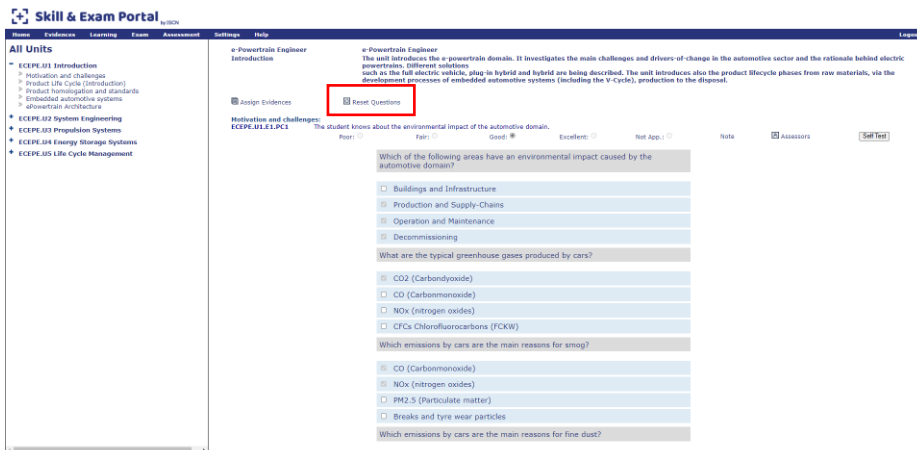 Skill & Exam Portal by ISCN
Home Evidences Learning Exam Assessment Settings Help Logout
All Units
ECEPE.U1 Introduction
Motivation and challenges
Product Life Cycle (Introduction)
Product homologation and standards
Embedded automotive systems
ePowertrain Architecture
ECEPE.U2 System Engineering
ECEPE.U3 Propulsion Systems
ECEPE.U4 Energy Storage Systems
ECEPE.U5 Life Cycle Management
e-Powertrain Engineer e-Powertrain Engineer
Introduction The unit introduces the e-powertrain domain. It investigates the main challenges and drivers-of-change in the automotive sector and the rationale behind electric
powertrains. Different solutions
such as the full electric vehicle, plug-in hybrid and hybrid are being described. The unit introduces also the product lifecycle phases from raw materials, via the
development processes of embedded automotive systems (including the V-Cycle), production to the disposal.
Assign Evidences Reset Questions
Motivation and challenges:
ECEPE.U1.E1.PC1 The student knows about the environmental impact of the automotive domain.
Poor: Fair: Good: Excellent: Not App.: Note Assessors Self Test
Which of the following areas have an environmental impact caused by the
automotive domain?
Buildings and Infrastructure
Production and Supply-Chains
Operation and Maintenance
Decommissioning
What are the typical greenhouse gases produced by cars?
CO2 (Carbondyoxide)
CO (Carbonmonoxide)
NOx (nitrogen oxides)
CFCs Chlorofluorocarbons (FCKW)
Which emissions by cars are the main reasons for smog?
CO (Carbonmonoxide)
NOx (nitrogen oxides)
PM2.5 (Particulate matter)
Breaks and tyre wear particles
Which emissions by cars are the main reasons for fine dust?